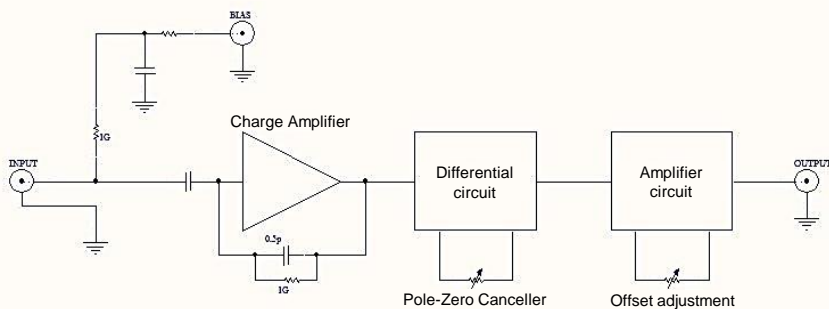 BIAS
1G
Charge Amplifier
INPUT
Differential
circuit
Amplifier
circuit
OUTPUT
0.5p
1G
Pole-Zero Canceller
Offset adjustment